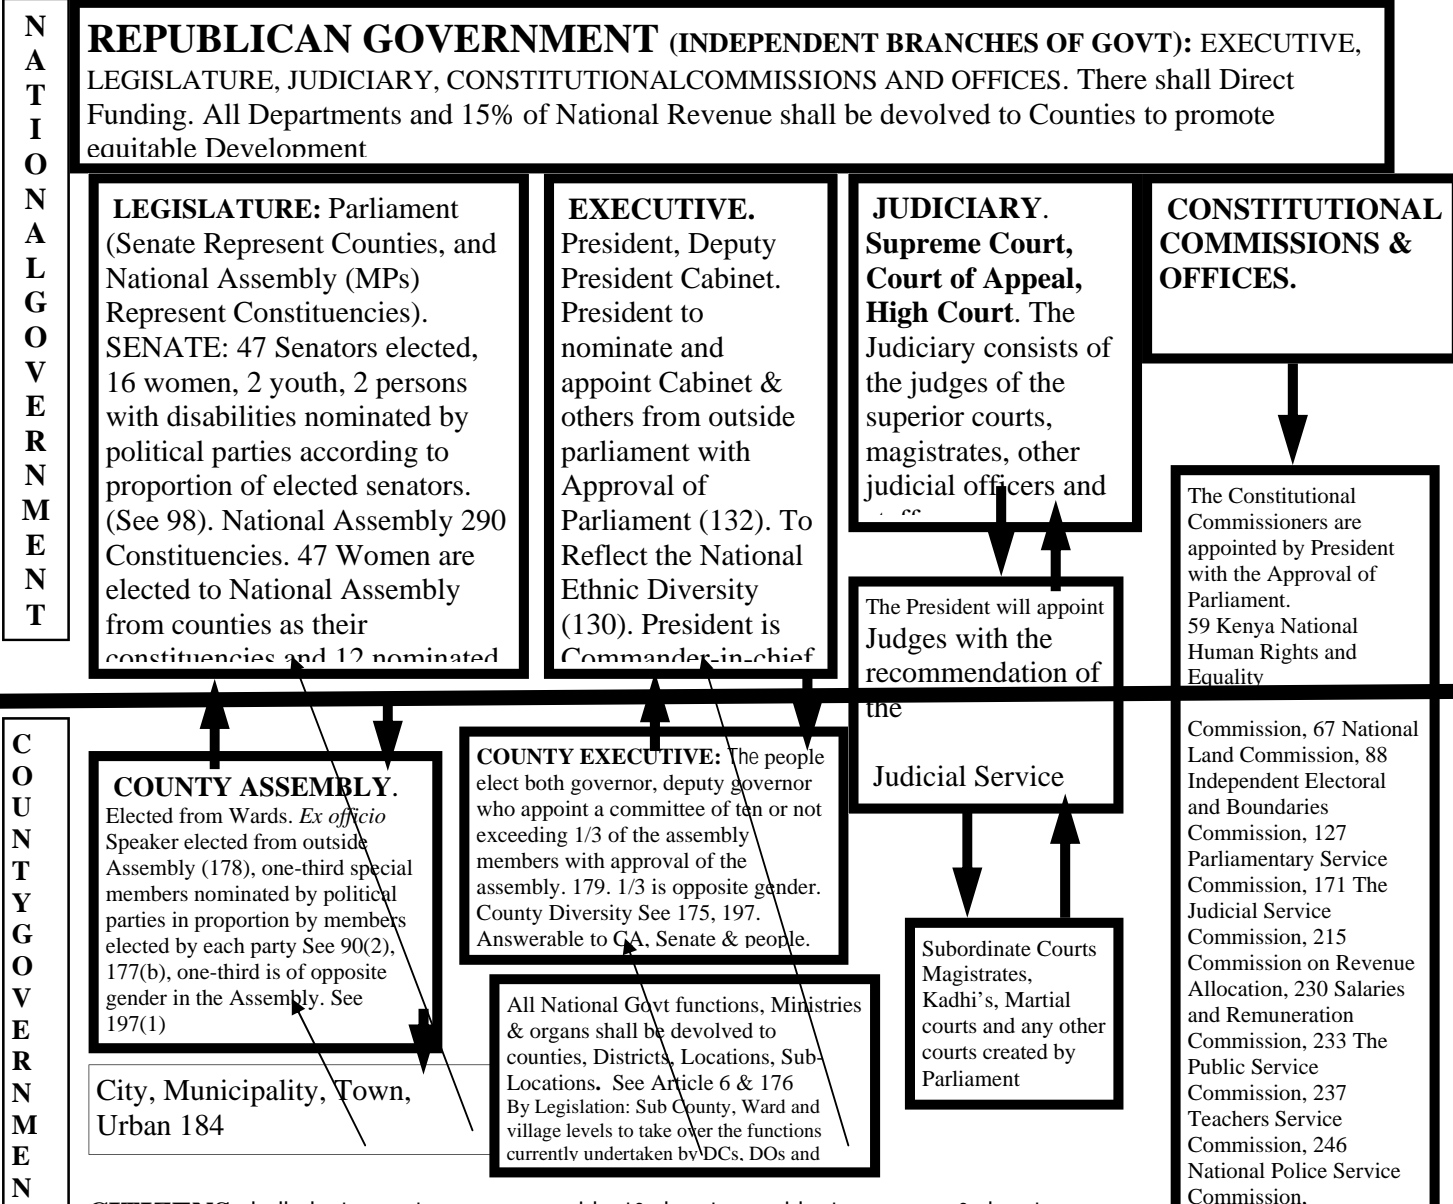 N
A
T
I
O
N
A
L
G
O
V
E
R
N
M
E
N
T
REPUBLICAN GOVERNMENT (INDEPENDENT BRANCHES OF GOVT): EXECUTIVE,
LEGISLATURE, JUDICIARY, CONSTITUTIONALCOMMISSIONS AND OFFICES. There shall Direct
Funding. All Departments and 15% of National Revenue shall be devolved to Counties to promote
equitable Development
LEGISLATURE: Parliament
(Senate Represent Counties, and
National Assembly (MPs)
Represent Constituencies).
SENATE: 47 Senators elected,
16 women, 2 youth, 2 persons
with disabilities nominated by
political parties according to
proportion of elected senators.
(See 98). National Assembly 290
Constituencies. 47 Women are
elected to National Assembly
from counties as their
constituencies and 12 nominated
EXECUTIVE.
President, Deputy
President Cabinet.
President to
nominate and
appoint Cabinet &
others from outside
parliament with
Approval of
Parliament (132). To
Reflect the National
Ethnic Diversity
(130). President is
Commander-in-chief
JUDICIARY.
Supreme Court,
Court of Appeal,
High Court. The
Judiciary consists of
the judges of the
superior courts,
magistrates, other
judicial officers and
The President will appoint
Judges with the
recommendation of
the
Judicial Service
Subordinate Courts
Magistrates,
Kadhi's, Martial
courts and any other
courts created by
Parliament
CONSTITUTIONAL
COMMISSIONS &
OFFICES.
The Constitutional
Commissioners are
appointed by President
with the Approval of
Parliament.
59 Kenya National
Human Rights and
Equality
Commission, 67 National
Land Commission, 88
Independent Electoral
and Boundaries
Commission, 127
Parliamentary Service
Commission, 171 The
Judicial Service
Commission, 215
Commission on Revenue
Allocation, 230 Salaries
and Remuneration
Commission, 233 The
Public Service
Commission, 237
Teachers Service
Commission, 246
National Police Service
Commission,
C
O
U
N
T
Y
G
O
V
E
R
N
M
E
N
COUNTY ASSEMBLY.
Elected from Wards. Ex officio
Speaker elected from outside
Assembly (178), one-third special
members nominated by political
parties in proportion by members
elected by each party See 90(2),
177(b), one-third is of opposite
gender in the Assembly. See
197(1)
City, Municipality, Town,
Urban 184
COUNTY EXECUTIVE: The people
elect both governor, deputy governor
who appoint a committee of ten or not
exceeding 1/3 of the assembly
members with approval of the
assembly. 179. 1/3 is opposite gender.
County Diversity See 175, 197.
Answerable to CA, Senate & people.
All National Govt functions, Ministries
& organs shall be devolved to
counties, Districts, Locations, Sub-
Locations. See Article 6 & 176
By Legislation: Sub County, Ward and
village levels to take over the functions
currently undertaken by DCs, DOs and